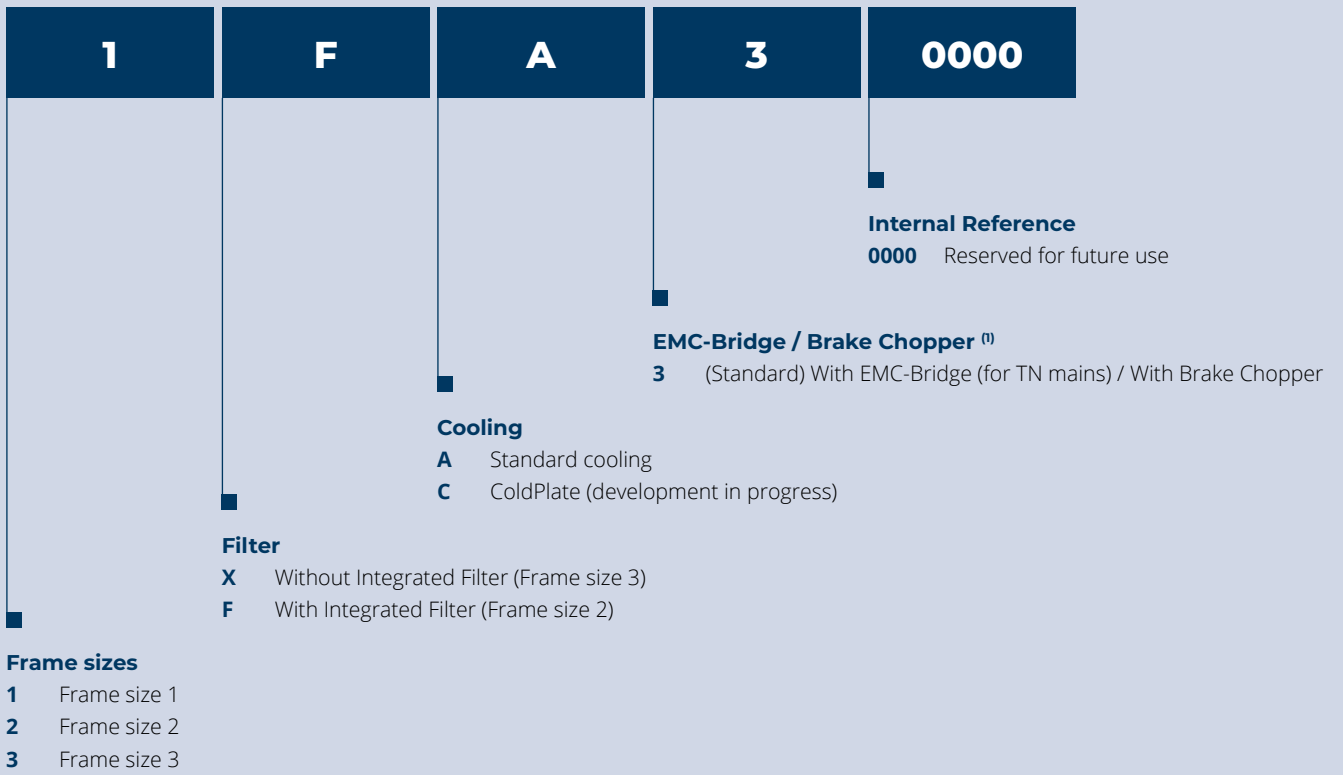 1 F A 3 0000
Internal Reference
0000 Reserved for future use
EMC-Bridge / Brake Chopper (1)
3 (Standard) With EMC-Bridge (for TN mains) / With Brake Chopper
Cooling
A Standard cooling
C ColdPlate (development in progress)
Filter
X Without Integrated Filter (Frame size 3)
F With Integrated Filter (Frame size 2)
Frame sizes
1 Frame size 1
2 Frame size 2
3 Frame size 3